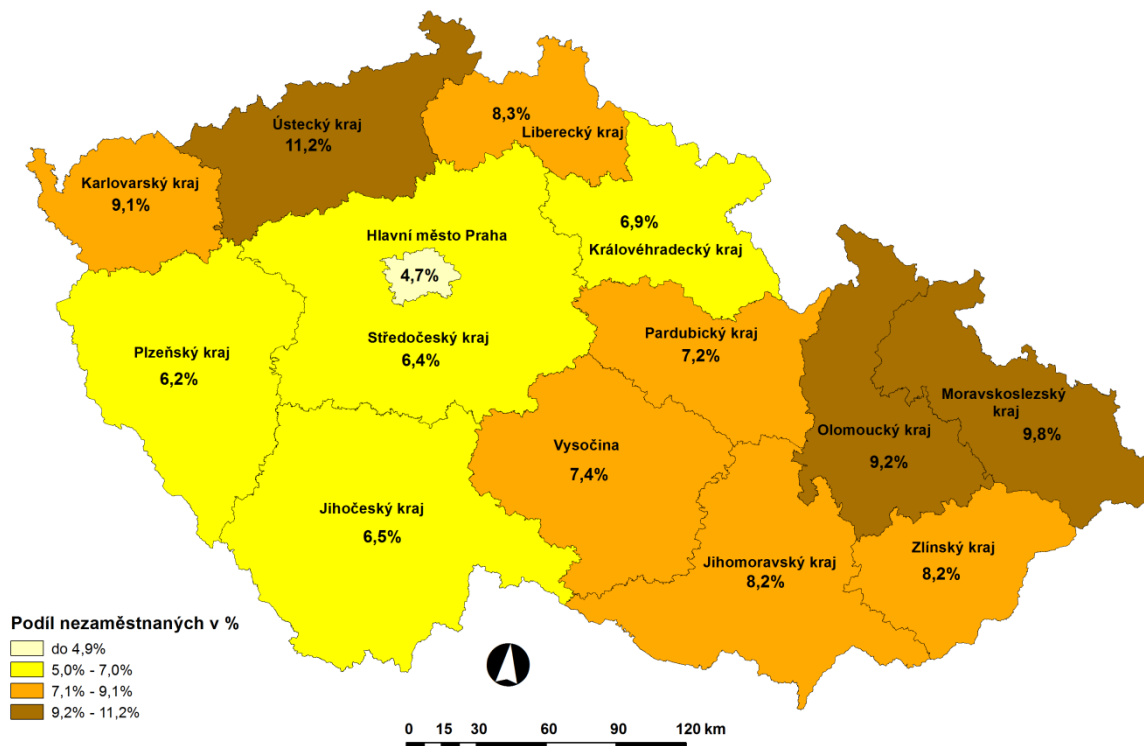 8,3%
Liberecký kraj
Ústecký kraj
11,2%
Karlovarský kraj
9,1%
6,9%
Královéhradecký kraj
Hlavní město Praha
4,7%
Pardubický kraj
7,2%
Středočeský kraj
6,4%
Plzeňský kraj
6,2%
Moravskoslezský
kraj
9,8%
Olomoucký kraj
9,2%
Vysočina
7,4%
Jihočeský kraj
6,5%
Jihomoravský kraj
8,2%
Zlínský kraj
8,2%
Podíl nezaměstnaných v %
do 4,9%
5,0% - 7,0%
7,1% - 9,1%
9,2% - 11,2%
0 15 30 60 90 120 km